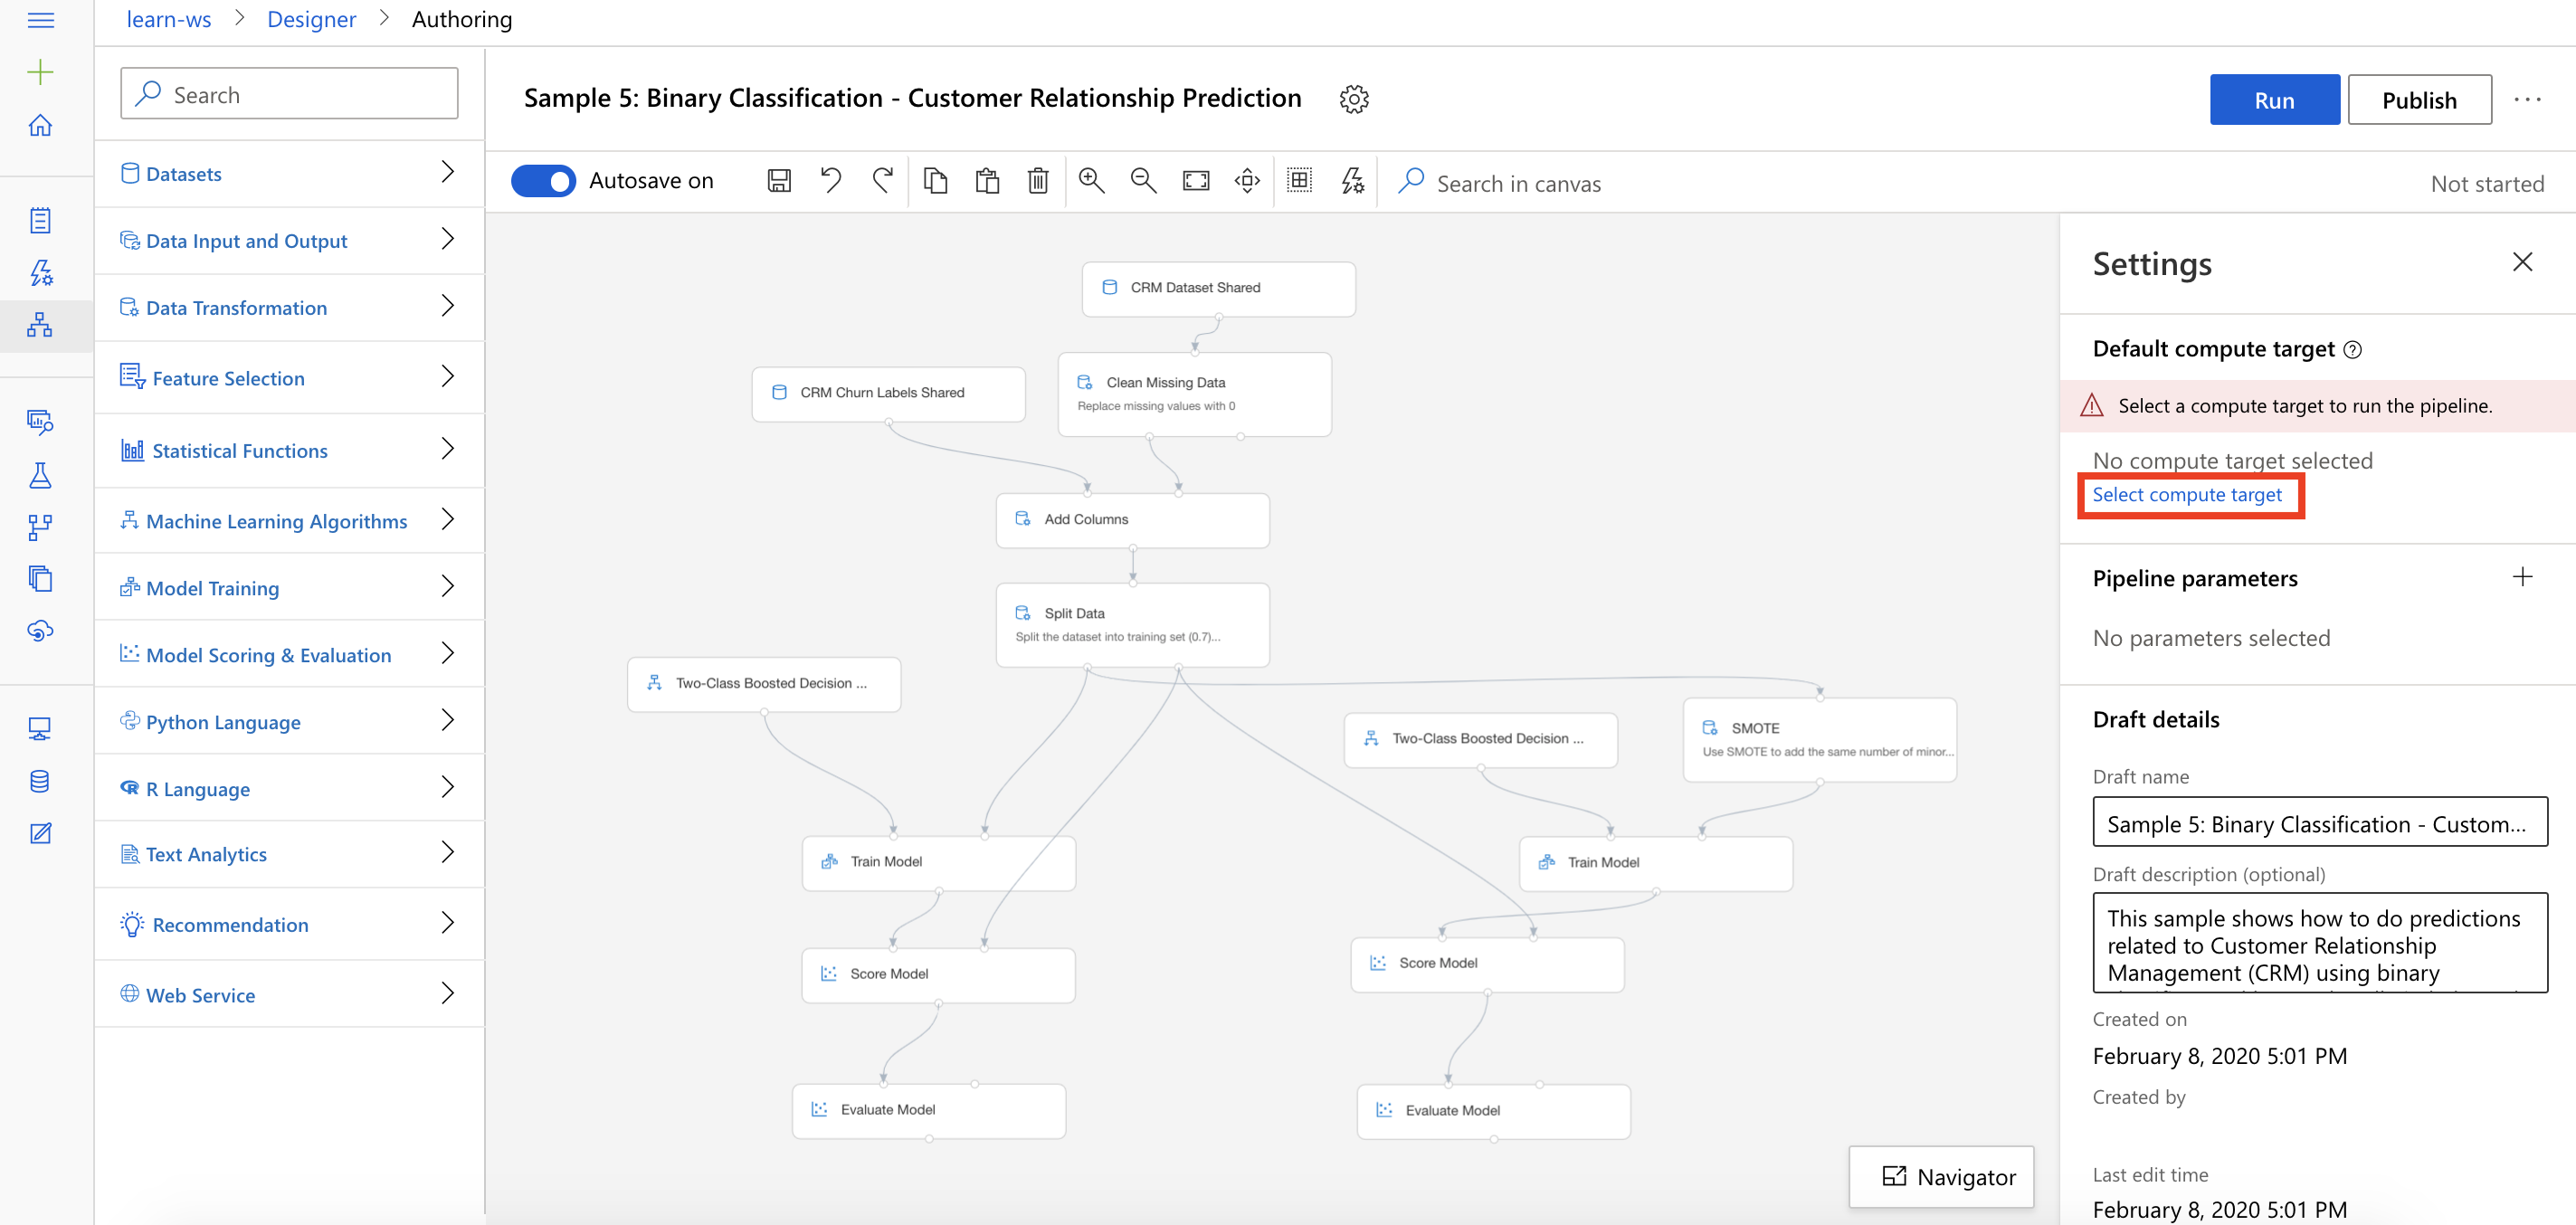 learn-ws > Designer > Authoring
Search
Datasets
Data Input and Output
Data Transformation
Feature Selection
Statistical Functions
Machine Learning Algorithms
Model Training
Model Scoring & Evaluation
Python Language
R Language
Text Analytics
Recommendation
Web Service
Sample 5: Binary Classification - Customer Relationship Prediction
Run
Publish
Autosave on
Search in canvas
Not started
CRM Dataset Shared
CRM Churn Labels Shared
Clean Missing Data
Replace missing values with 0
Add Columns
Split Data
Split the dataset into training set (0.7)...
Two-Class Boosted Decision ...
Two-Class Boosted Decision ...
SMOTE
Use SMOTE to add the same number of minor...
Train Model
Train Model
Score Model
Score Model
Evaluate Model
Evaluate Model
Navigator
Settings
Default compute target
Select a compute target to run the pipeline.
No compute target selected
Select compute target
Pipeline parameters
No parameters selected
Draft details
Draft name
Sample 5: Binary Classification - Custom...
Draft description (optional)
This sample shows how to do predictions
related to Customer Relationship
Management (CRM) using binary
Created on
February 8, 2020 5:01 PM
Created by
Last edit time
February 8, 2020 5:01 PM